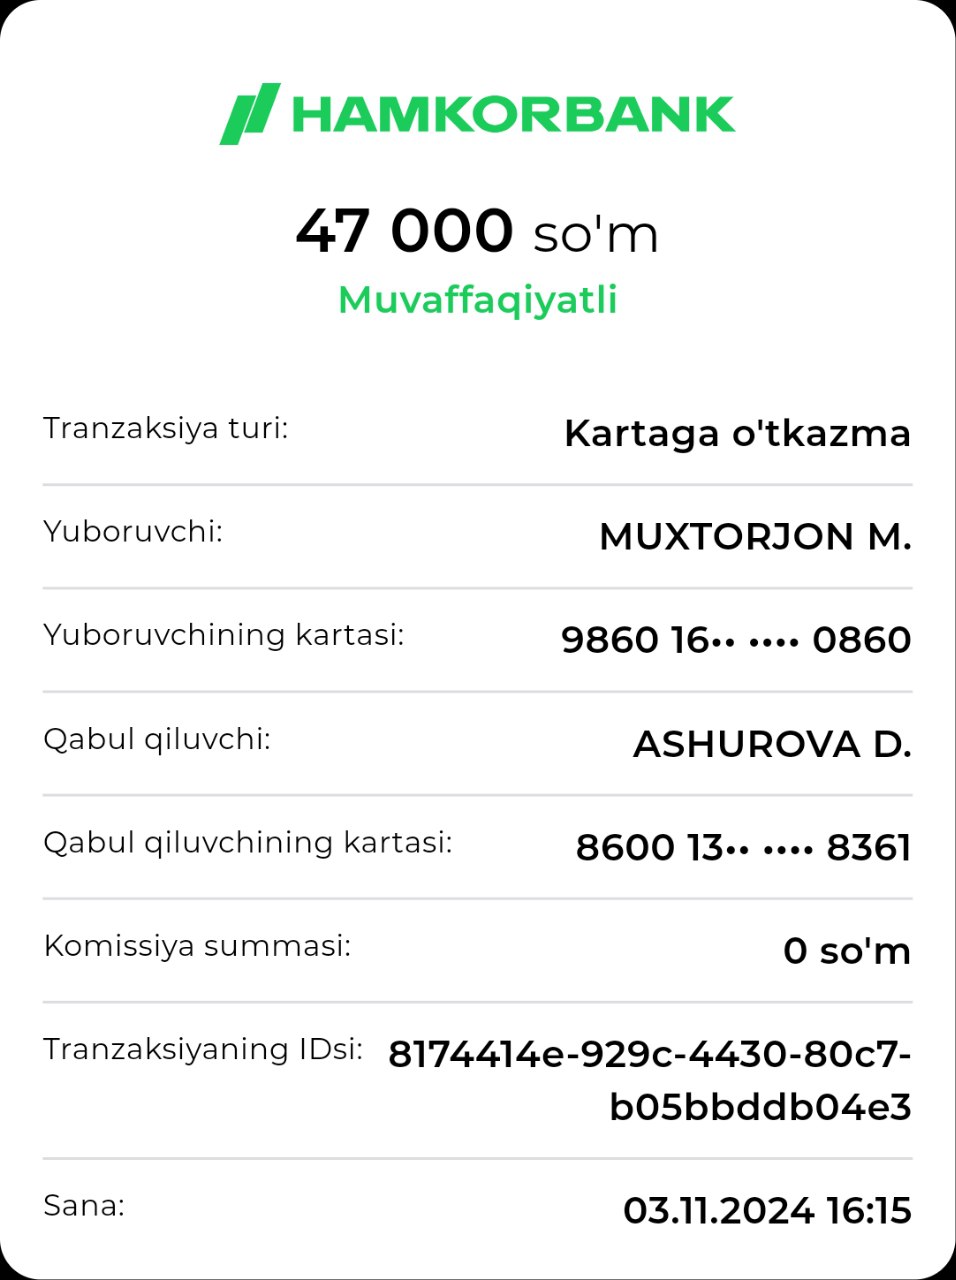 HAMKORBANK
47 000 so'm
Muvaffaqiyatli
Tranzaksiya turi: Kartaga o'tkazma
Yuboruvchi: MUXTORJON M.
Yuboruvchining kartasi: 9860 16•• •••• 0860
Qabul qiluvchi: ASHUROVA D.
Qabul qiluvchining kartasi: 8600 13•• •••• 8361
Komissiya summasi: 0 so'm
Tranzaksiyaning IDsi: 8174414e-929c-4430-80c7-
b05bbddb04e3
Sana: 03.11.2024 16:15